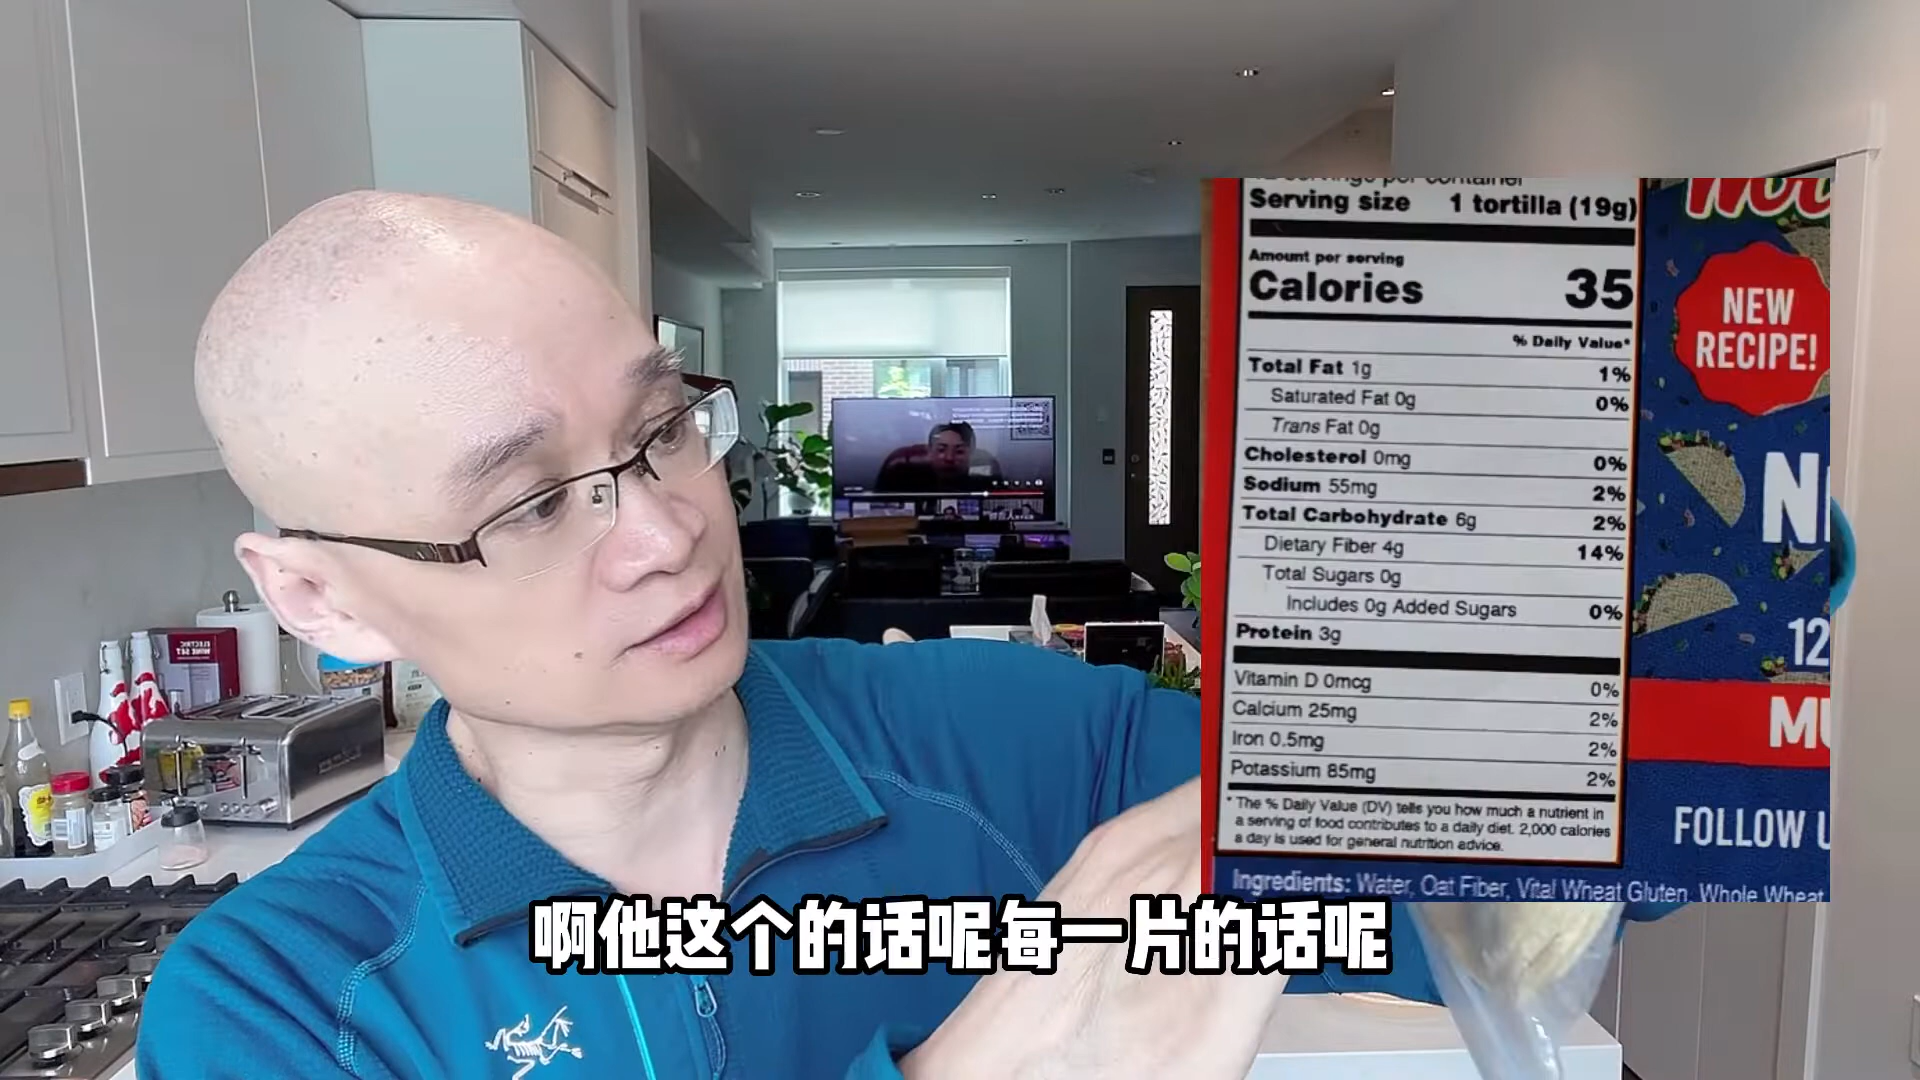 Serving size 1 tortilla (19g)
Amount per serving
Calories 35
% Daily Value*
Total Fat 1g 1%
Saturated Fat 0g 0%
Trans Fat 0g
Cholesterol 0mg 0%
Sodium 55mg 2%
Total Carbohydrate 6g 2%
Dietary Fiber 4g 14%
Total Sugars 0g
Includes 0g Added Sugars 0%
Protein 3g
Vitamin D 0mcg 0%
Calcium 25mg 2%
Iron 0.5mg 2%
Potassium 85mg 2%
* The % Daily Value (DV) tells you how much a nutrient in
a serving of food contributes to a daily diet. 2,000 calories
a day is used for general nutrition advice.
Ingredients: Water, Oat Fiber, Vital Wheat Gluten, Whole Wheat
NEW
RECIPE!
12
FOLLOW
ELECTRIC
WINE SET
啊他这个的话呢每一片的话呢